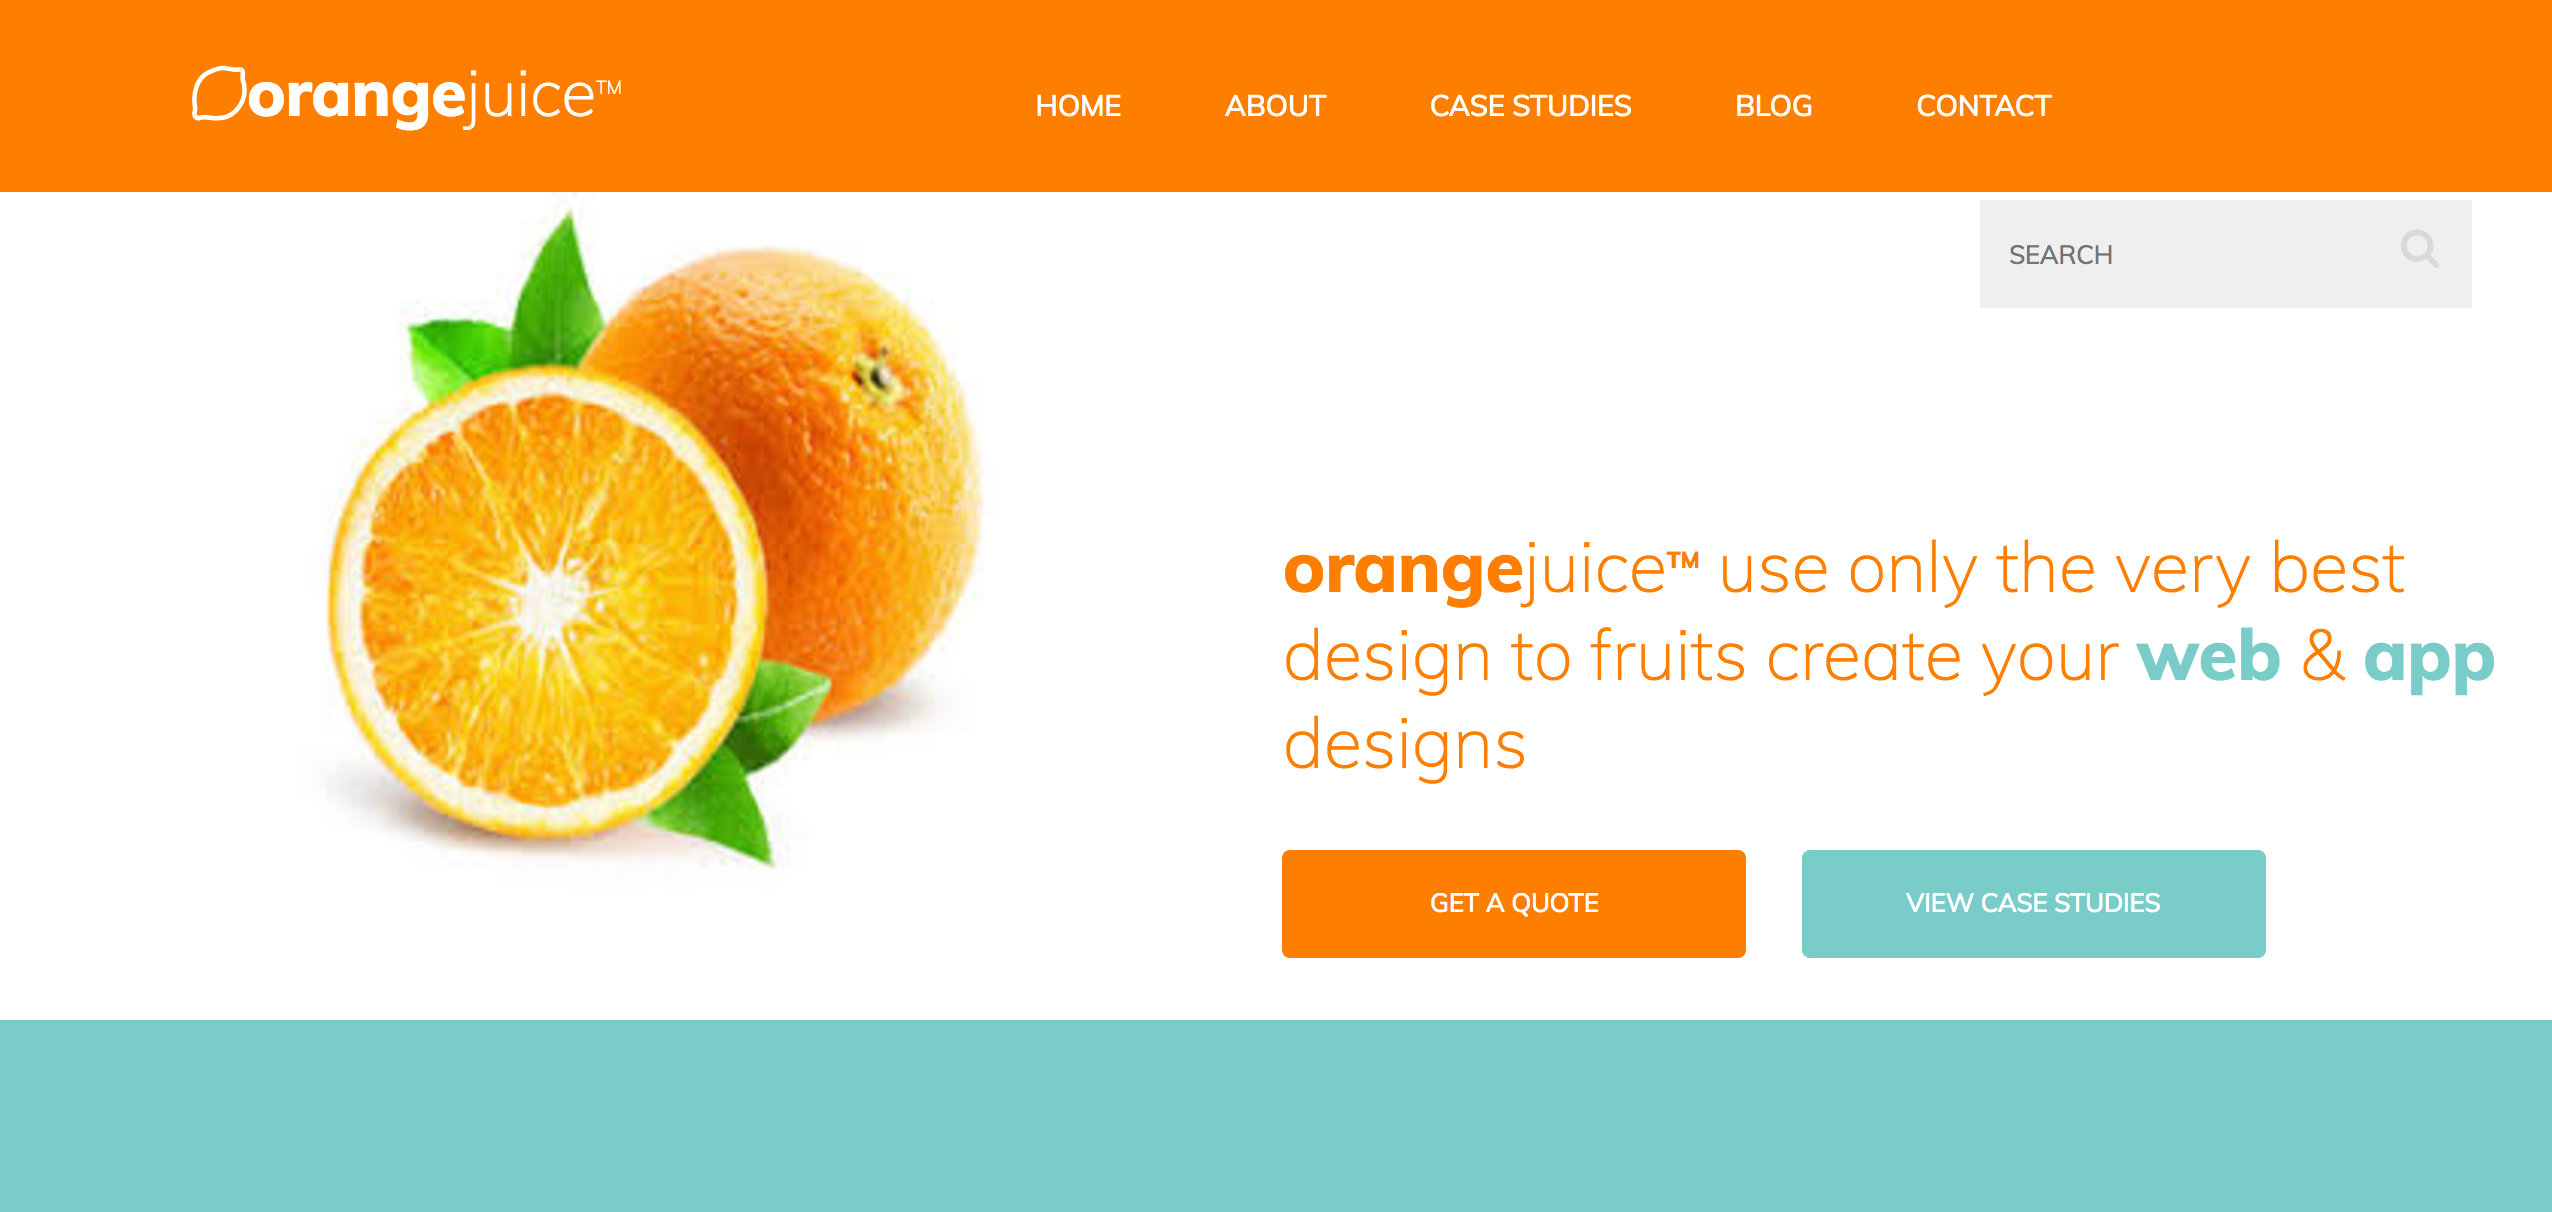 orangejuice™
HOME ABOUT CASE STUDIES BLOG CONTACT
SEARCH
orangejuice™ use only the very best
design to fruits create your web & app
designs
GET A QUOTE VIEW CASE STUDIES